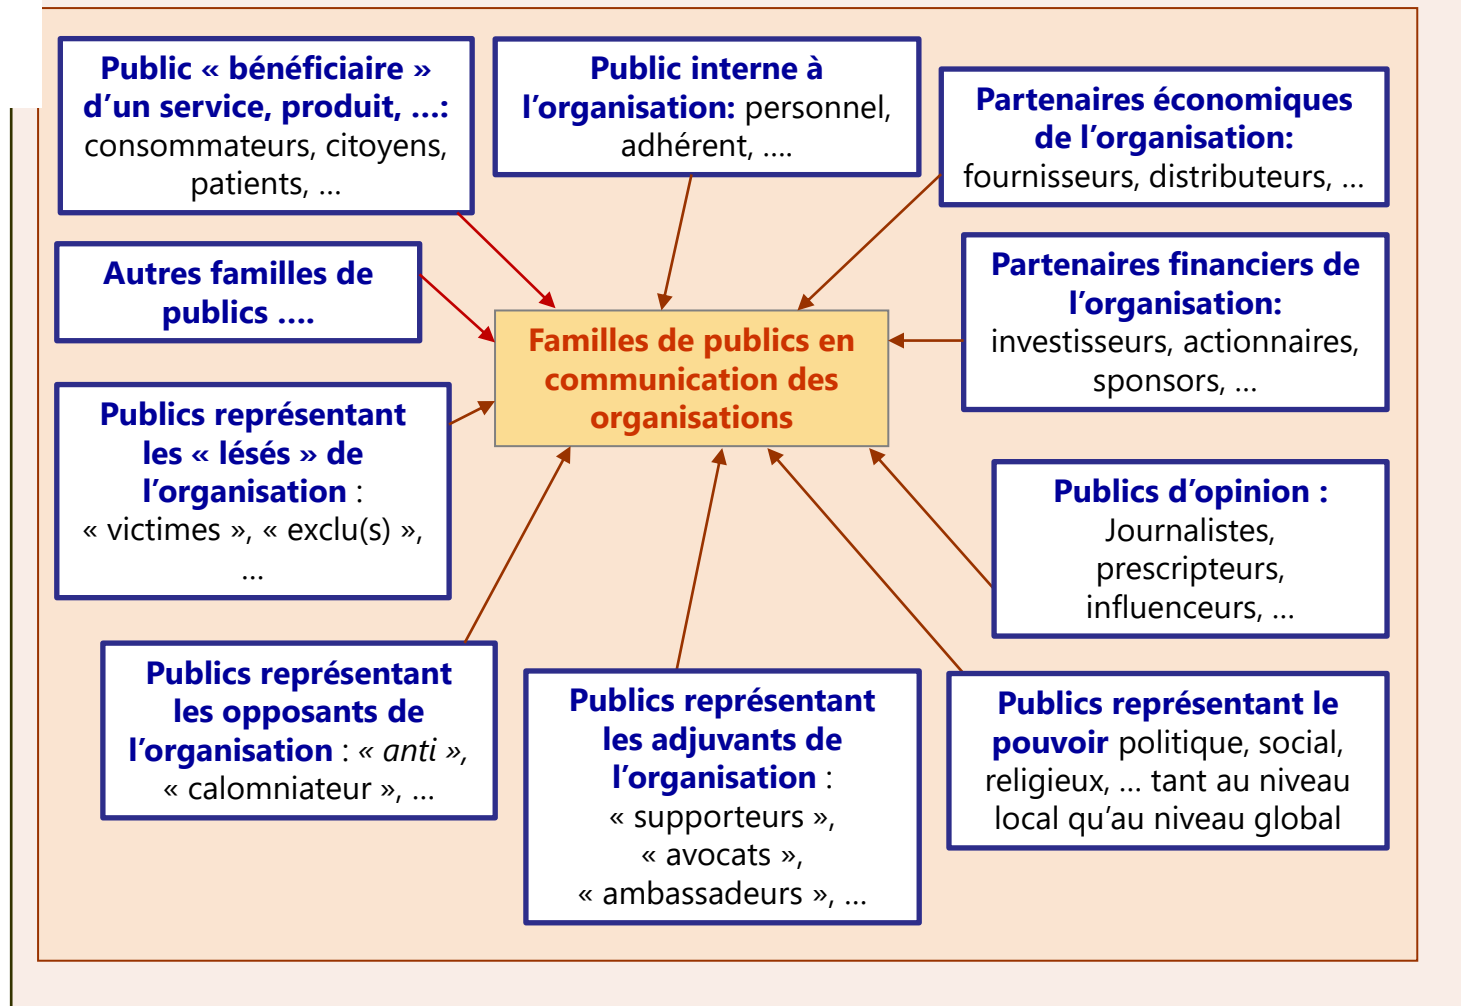 Public « bénéficiaire »
d’un service, produit, …:
consommateurs, citoyens,
patients, …
Public interne à
l’organisation: personnel,
adhérent, ….
Partenaires économiques
de l’organisation:
fournisseurs, distributeurs, …
Autres familles de
publics ….
Partenaires financiers de
l’organisation:
investisseurs, actionnaires,
sponsors, …
Familles de publics en
communication des
organisations
Publics représentant
les « lésés » de
l’organisation :
« victimes », « exclu(s) »,
…
Publics d’opinion :
Journalistes,
prescripteurs,
influenceurs, …
Publics représentant
les opposants de
l’organisation : « anti »,
« calomniateur », …
Publics représentant
les adjuvants de
l’organisation :
« supporteurs »,
« avocats »,
« ambassadeurs », …
Publics représentant le
pouvoir politique, social,
religieux, … tant au niveau
local qu’au niveau global